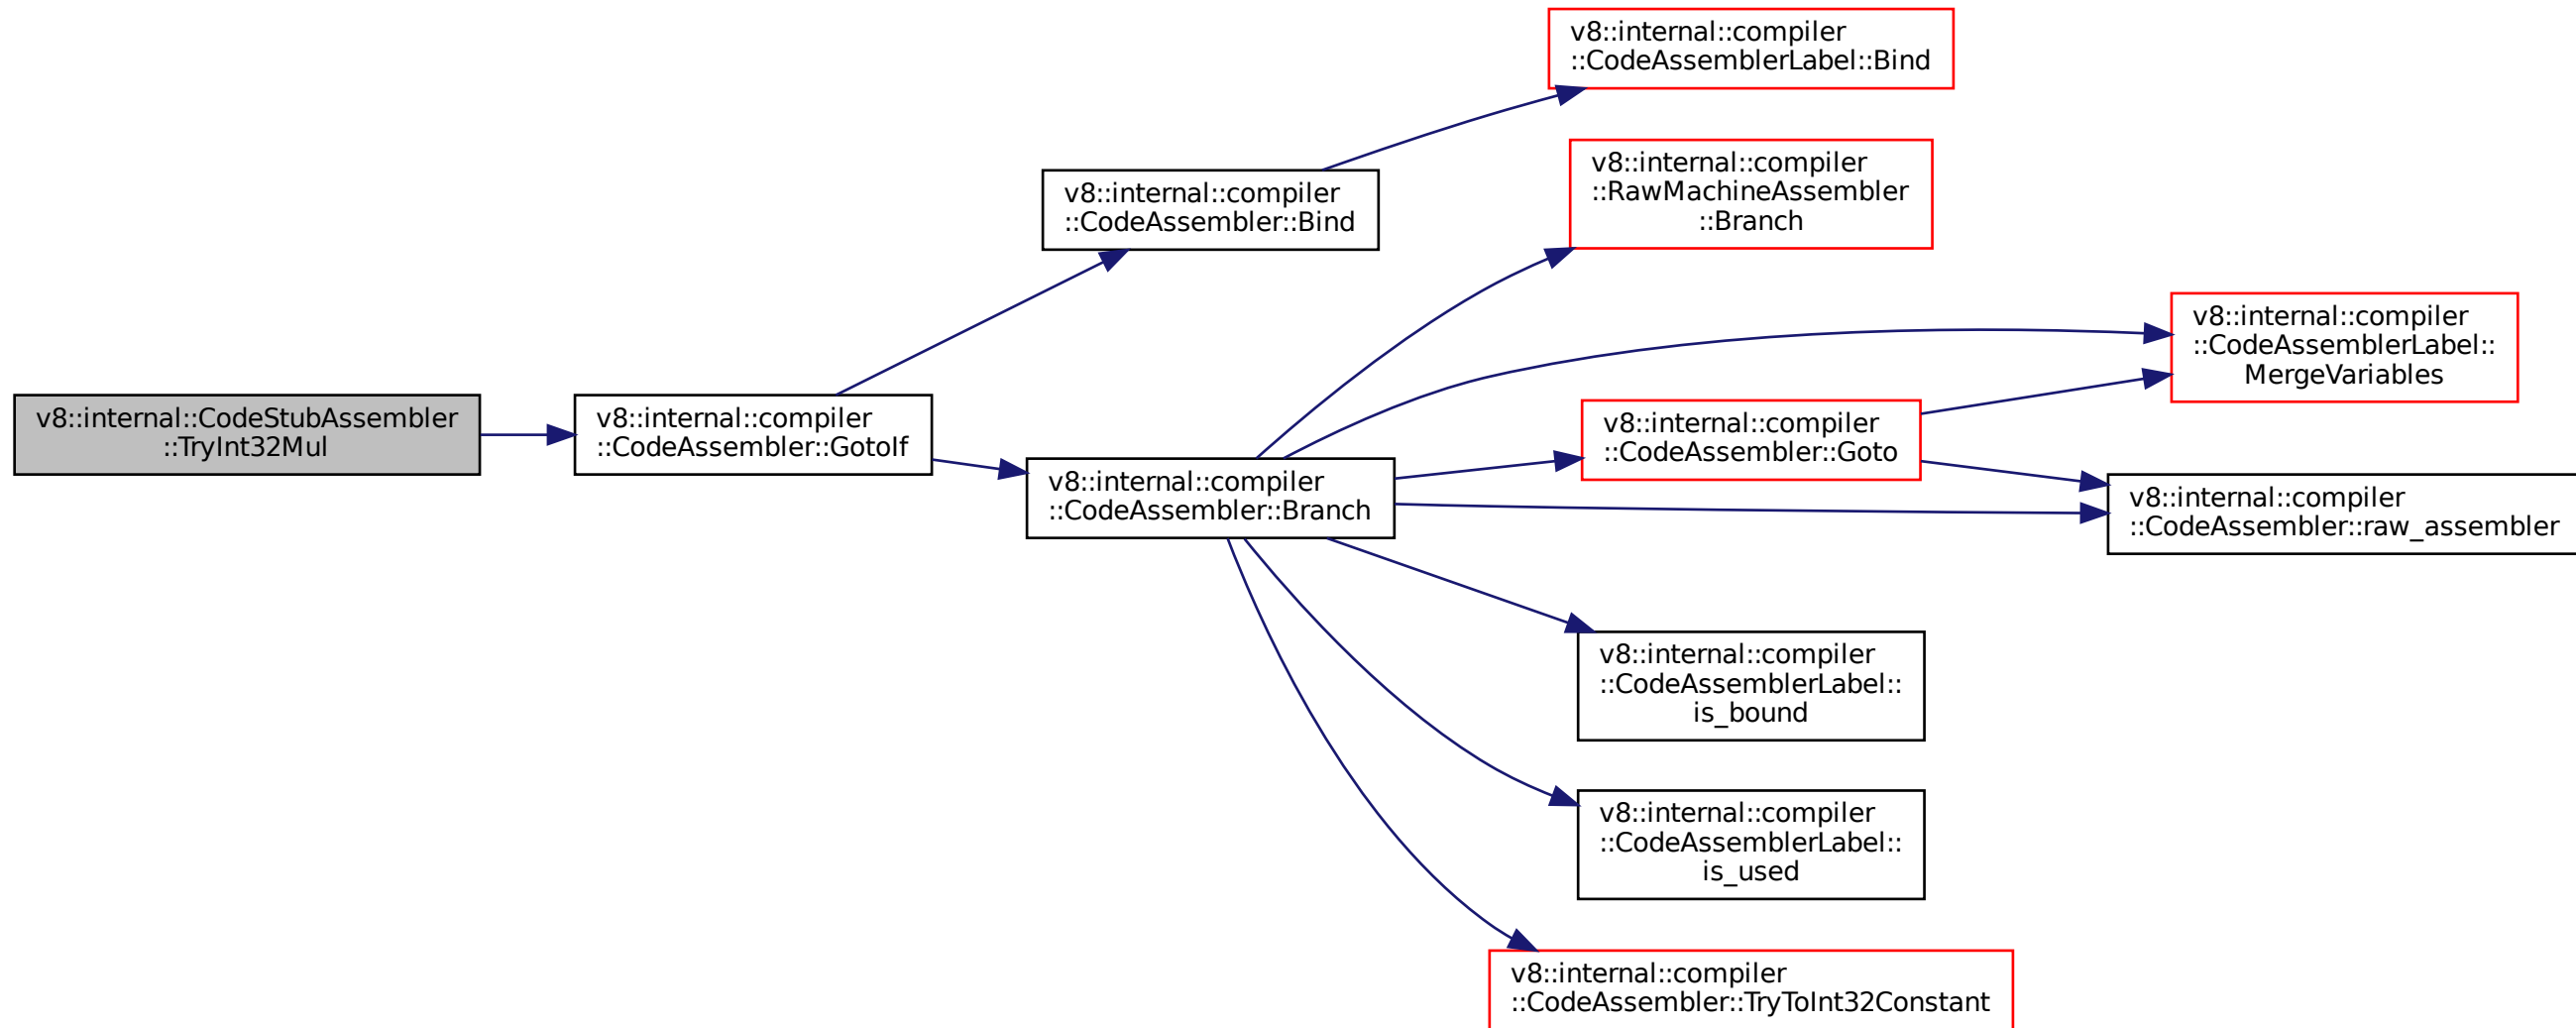 v8::internal::compiler
::CodeAssemblerLabel::Bind
v8::internal::compiler
::RawMachineAssembler
::Branch
v8::internal::compiler
::CodeAssembler::Bind
v8::internal::compiler
::CodeAssemblerLabel::
MergeVariables
v8::internal::CodeStubAssembler
::TryInt32Mul
v8::internal::compiler
::CodeAssembler::GotoIf
v8::internal::compiler
::CodeAssembler::Goto
v8::internal::compiler
::CodeAssembler::Branch
v8::internal::compiler
::CodeAssembler::raw_assembler
v8::internal::compiler
::CodeAssemblerLabel::
is_bound
v8::internal::compiler
::CodeAssemblerLabel::
is_used
v8::internal::compiler
::CodeAssembler::TryToInt32Constant